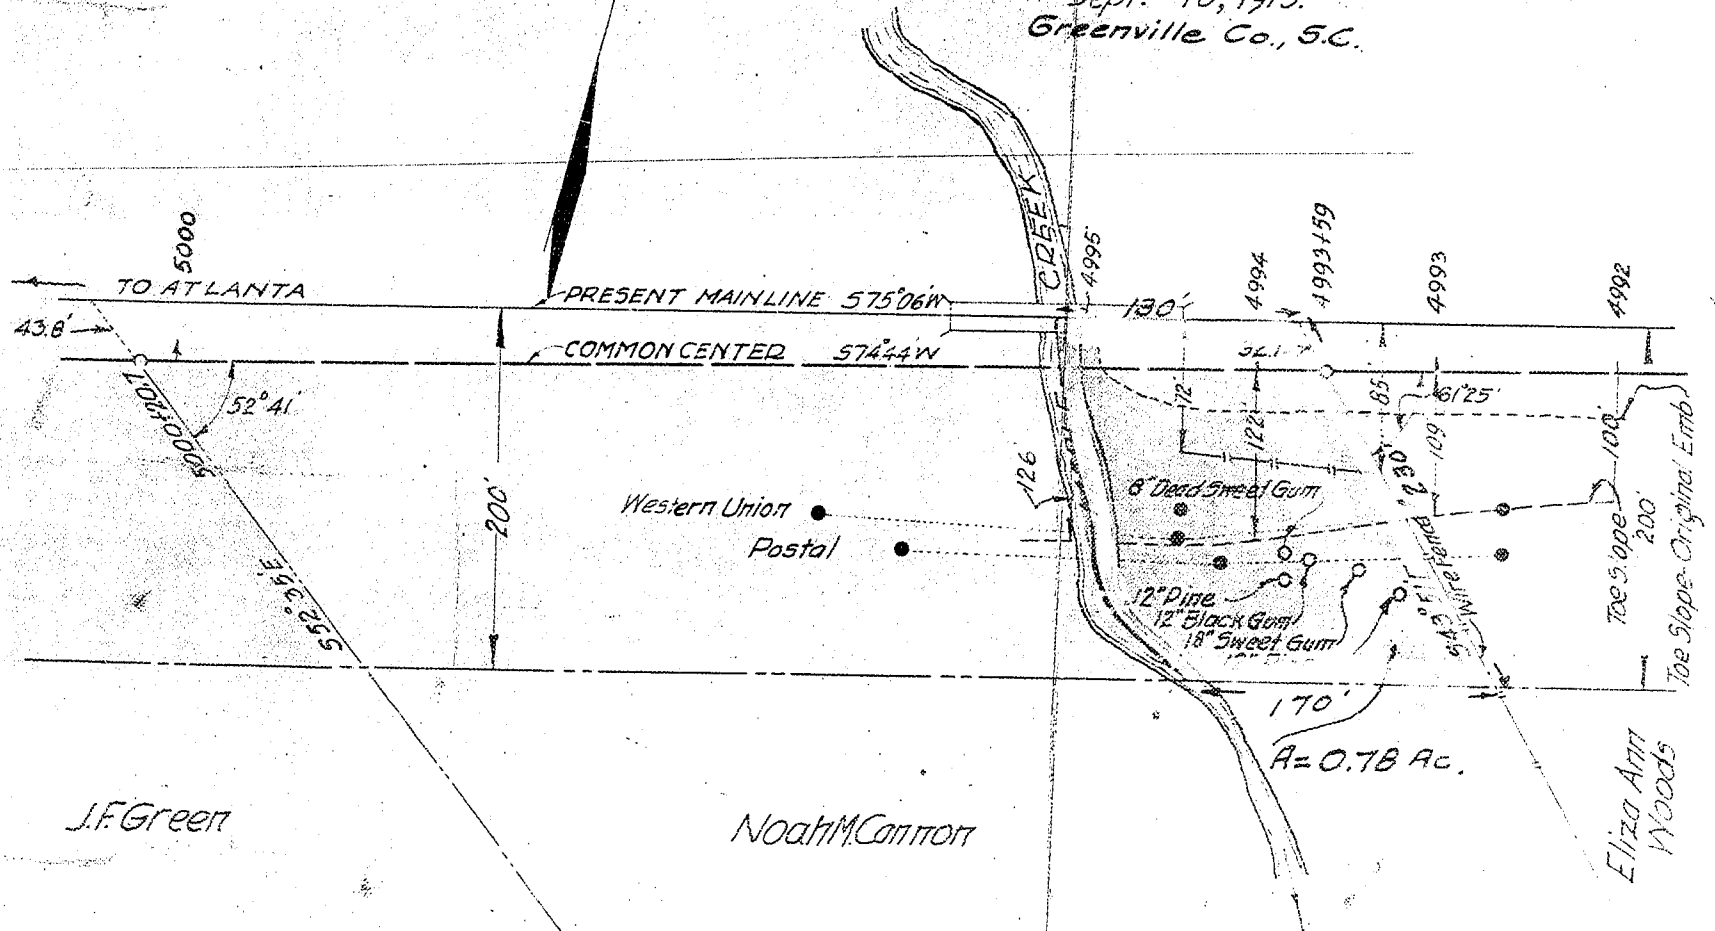 Greenville Co., S.C.
5000
TO ATLANTA
PRESENT MAINLINE S75°06'W
43.8'
COMMON CENTER S74°44'W
5000+20.7
52°41'
S52°35'E
200'
CREEK
4995
130'
4994
4993+59
4993
4992
112'
122'
85'
61°25'
109'
100'
126
Western Union
Postal
8" Dead Sweet Gum
12" Pine
12" Black Gum
18" Sweet Gum
230'
Wire Fence
170'
A=0.78 Ac.
Toe Slope
200'
Toe Slope Original Emb.
J.F. Green
Noah M. Cannon
Eliza Ann
Woods